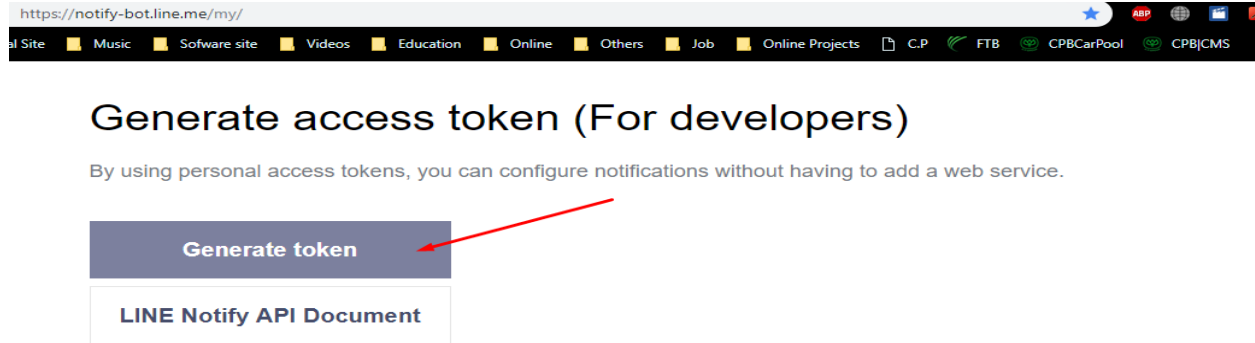 https://notify-bot.line.me/my/
ABP
al Site Music Sofware site Videos Education Online Others Job Online Projects C.P FTB CPBCarPool CPB|CMS
Generate access token (For developers)
By using personal access tokens, you can configure notifications without having to add a web service.
Generate token
LINE Notify API Document